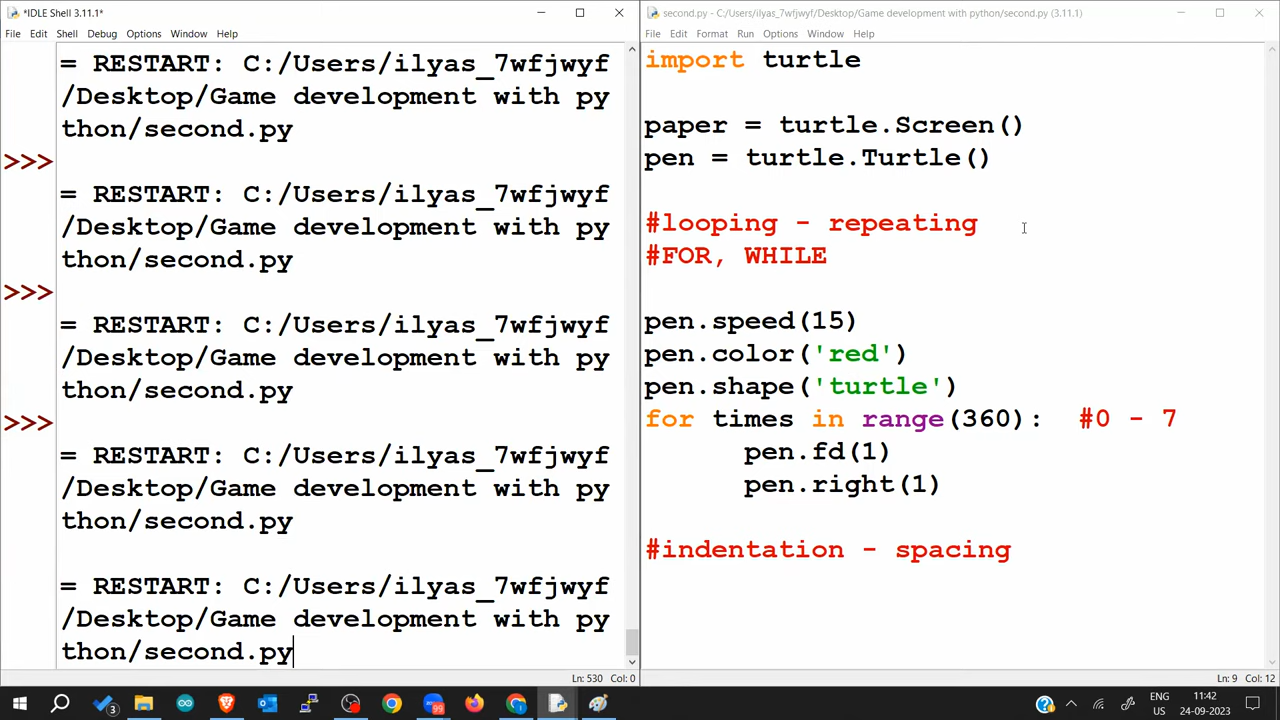 *IDLE Shell 3.11.1*
File Edit Shell Debug Options Window Help
= RESTART: C:/Users/ilyas_7wfjwyf
/Desktop/Game development with py
thon/second.py
>>>
= RESTART: C:/Users/ilyas_7wfjwyf
/Desktop/Game development with py
thon/second.py
>>>
= RESTART: C:/Users/ilyas_7wfjwyf
/Desktop/Game development with py
thon/second.py
>>>
= RESTART: C:/Users/ilyas_7wfjwyf
/Desktop/Game development with py
thon/second.py
= RESTART: C:/Users/ilyas_7wfjwyf
/Desktop/Game development with py
thon/second.py
Ln: 530 Col: 0
second.py - C:/Users/ilyas_7wfjwyf/Desktop/Game development with python/second.py (3.11.1)
File Edit Format Run Options Window Help
import turtle
paper = turtle.Screen()
pen = turtle.Turtle()
#looping - repeating
#FOR, WHILE
pen.speed(15)
pen.color('red')
pen.shape('turtle')
for times in range(360): #0 - 7
pen.fd(1)
pen.right(1)
#indentation - spacing
Ln: 9 Col: 12
3
99
ENG
US
11:42
24-09-2023